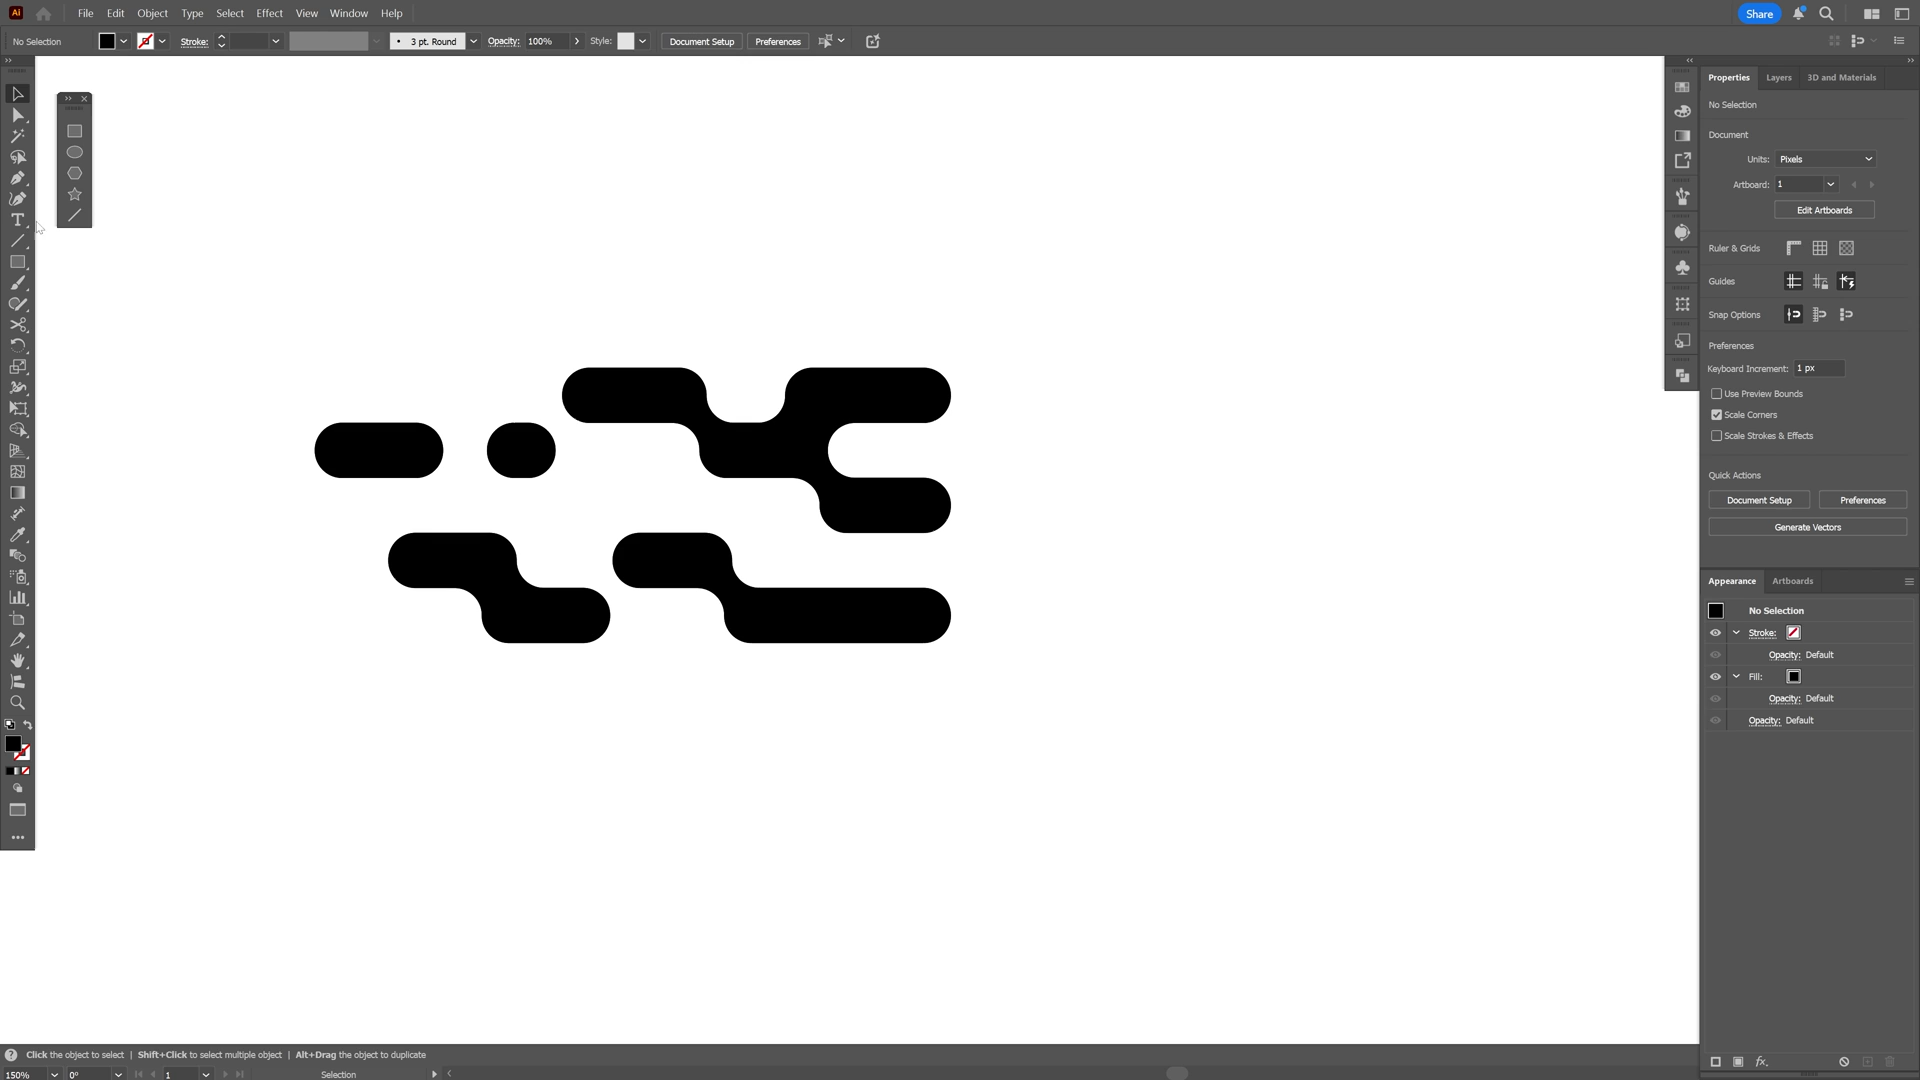 Ai File Edit Object Type Select Effect View Window Help Share
No Selection Stroke: 3 pt. Round Opacity: 100% Style: Document Setup Preferences
Properties Layers 3D and Materials
No Selection
Document
Units: Pixels
Artboard: 1
Edit Artboards
Ruler & Grids
Guides
Snap Options
Preferences
Keyboard Increment: 1 px
Use Preview Bounds
Scale Corners
Scale Strokes & Effects
Quick Actions
Document Setup Preferences
Generate Vectors
Appearance Artboards
No Selection
Stroke:
Opacity: Default
Fill:
Opacity: Default
Opacity: Default
fx.
Click the object to select | Shift+Click to select multiple object | Alt+Drag the object to duplicate
150% 0° 1 Selection